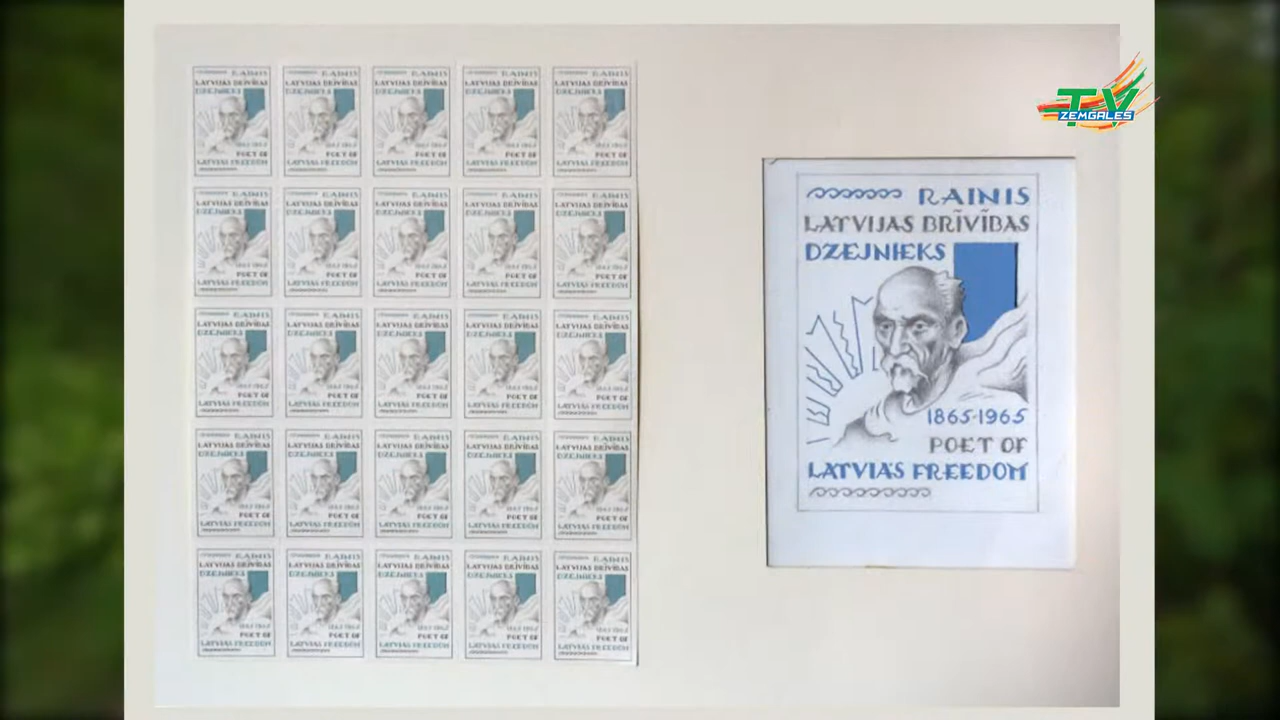 TV
ZEMGALES
RAINIS
LATVIJAS BRĪVĪBAS
DZEJNIEKS
1865-1965
POET OF
LATVIA'S FREEDOM